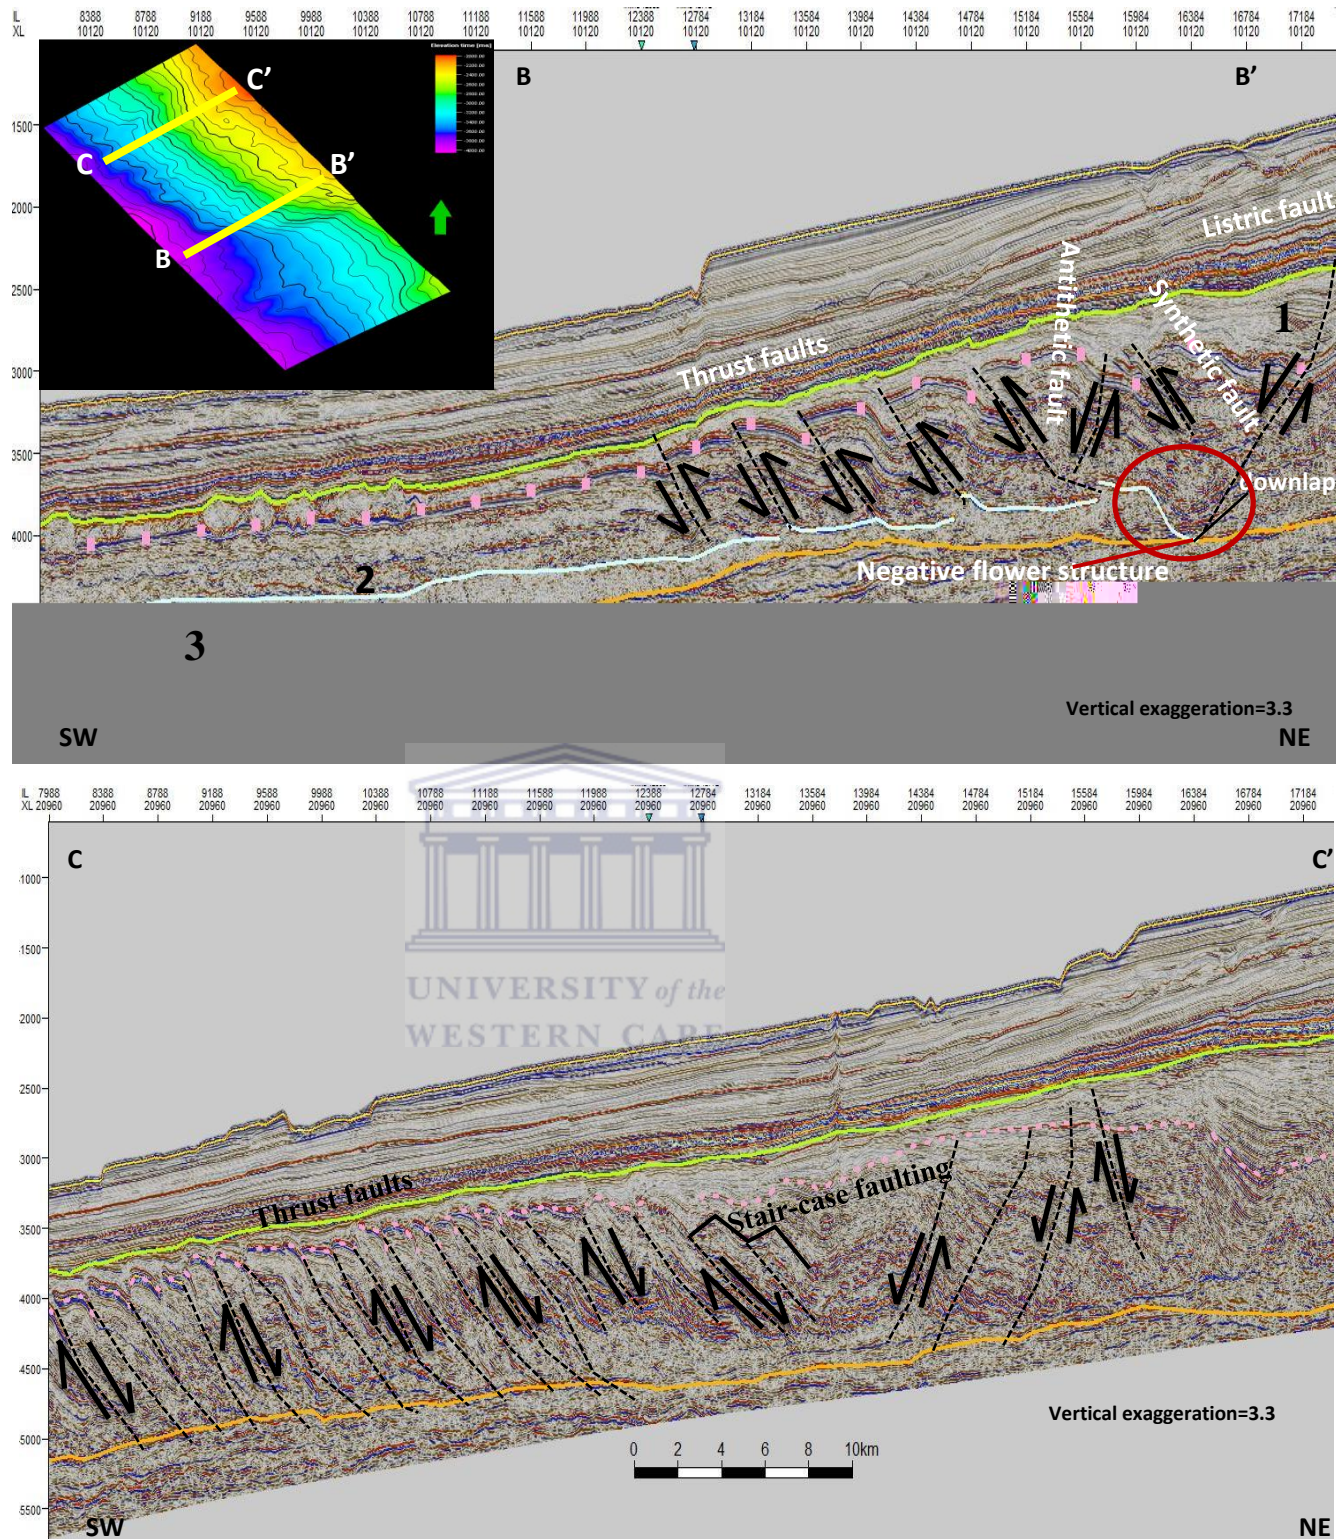 IL 8388 8788 9188 9588 9988 10388 10788 11188 11588 11988 12388 12784 13184 13584 13984 14384 14784 15184 15584 15984 16384 16784 17184
XL 10120 10120 10120 10120 10120 10120 10120 10120 10120 10120 10120 10120 10120 10120 10120 10120 10120 10120 10120 10120 10120 10120 10120
Elevation time [ms]
B B'
C'
C
B'
B
1500
2000
2500
3000
3500
4000
Listric fault
Antithetic fault
Synthetic fault
1
Thrust faults
downlap
Negative flower structure
2
3
Vertical exaggeration=3.3
SW NE
IL 7988 8388 8788 9188 9588 9988 10388 10788 11188 11588 11988 12388 12784 13184 13584 13984 14384 14784 15184 15584 15984 16384 16784 17184
XL 20960 20960 20960 20960 20960 20960 20960 20960 20960 20960 20960 20960 20960 20960 20960 20960 20960 20960 20960 20960 20960 20960 20960 20960
C C'
-1000
-1500
-2000
-2500
-3000
-3500
-4000
-4500
-5000
-5500
UNIVERSITY of the
WESTERN CAPE
Thrust faults
Stair-case faulting
Vertical exaggeration=3.3
0 2 4 6 8 10km
SW NE